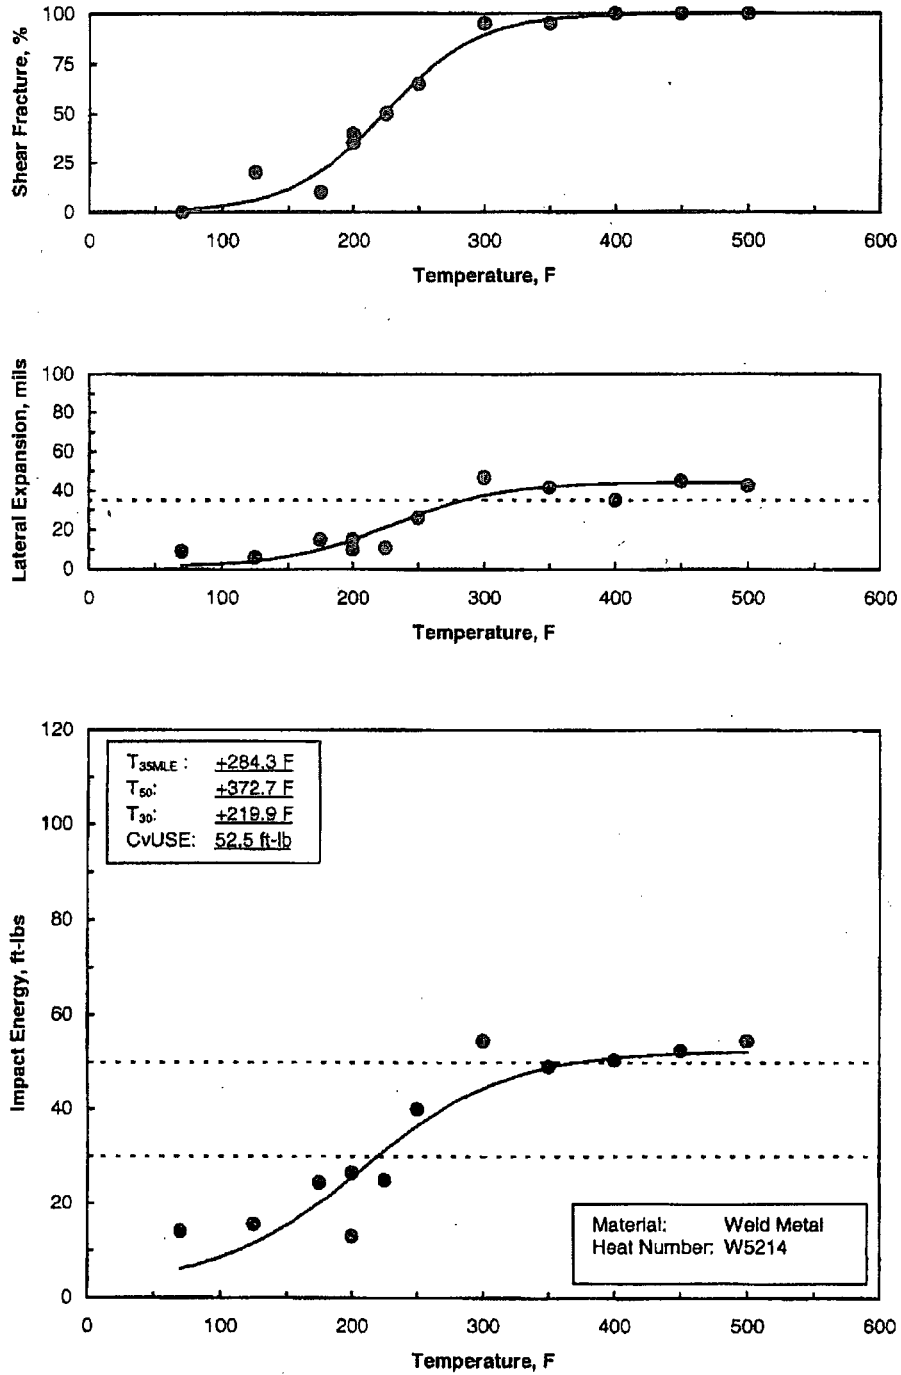 Shear Fracture, %
100
75
50
25
0
0 100 200 300 400 500 600
Temperature, F
Lateral Expansion, mils
100
80
60
40
20
0
0 100 200 300 400 500 600
Temperature, F
Impact Energy, ft-lbs
120
100
80
60
40
20
0
T35MLE : +284.3 F
T50: +372.7 F
T30: +219.9 F
CvUSE: 52.5 ft-lb
Material: Weld Metal
Heat Number: W5214
0 100 200 300 400 500 600
Temperature, F